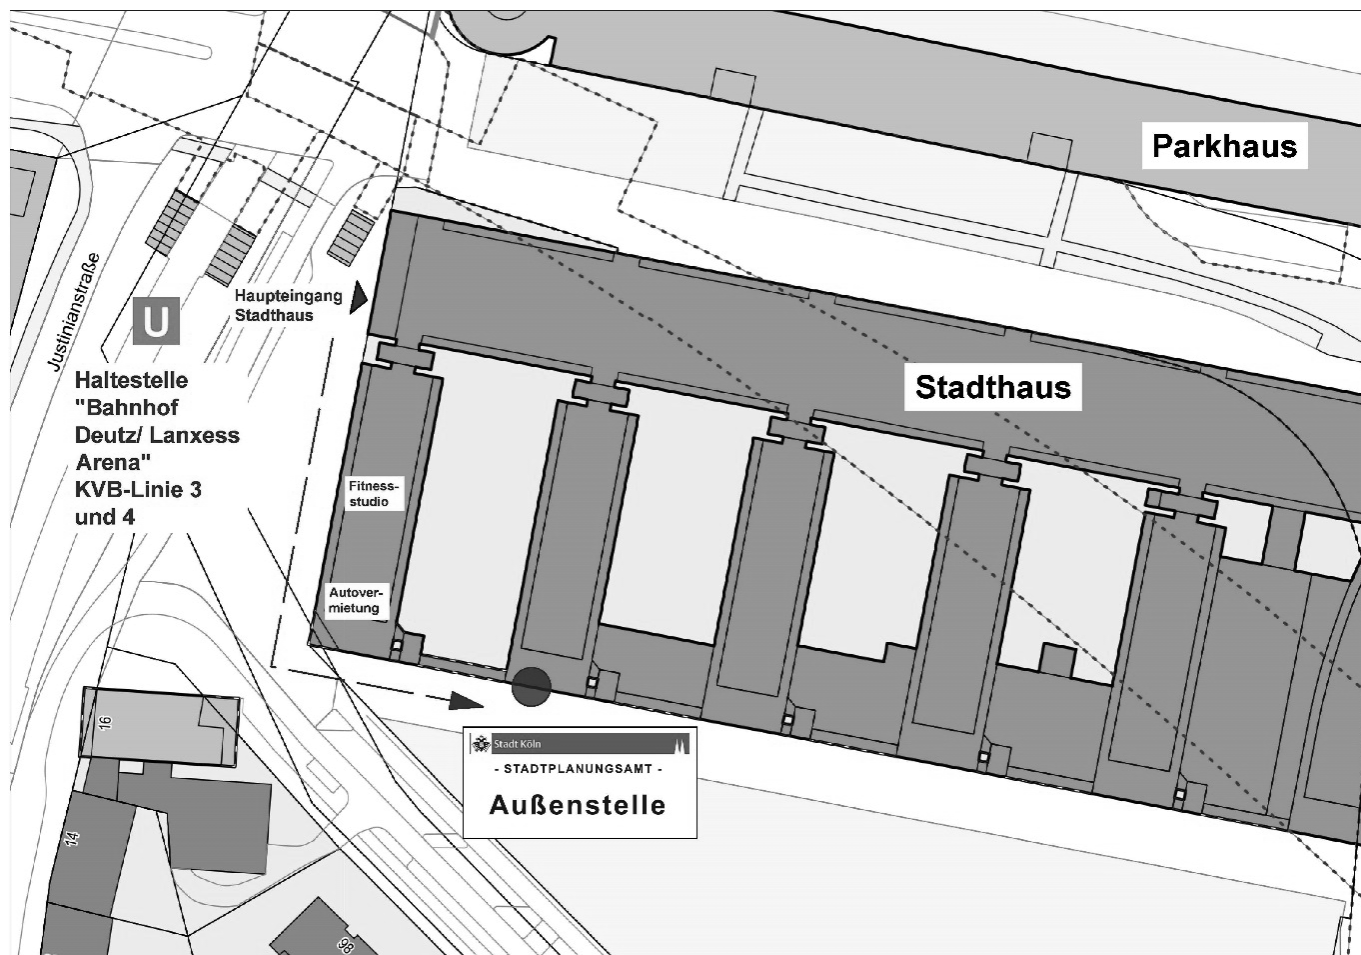 Parkhaus
Justinianstraße
Haupteingang
Stadthaus
U
Haltestelle
"Bahnhof
Deutz/ Lanxess
Arena"
KVB-Linie 3
und 4
Stadthaus
Fitness-
studio
Autover-
mietung
16
Stadt Köln
- STADTPLANUNGSAMT -
Außenstelle
14
98